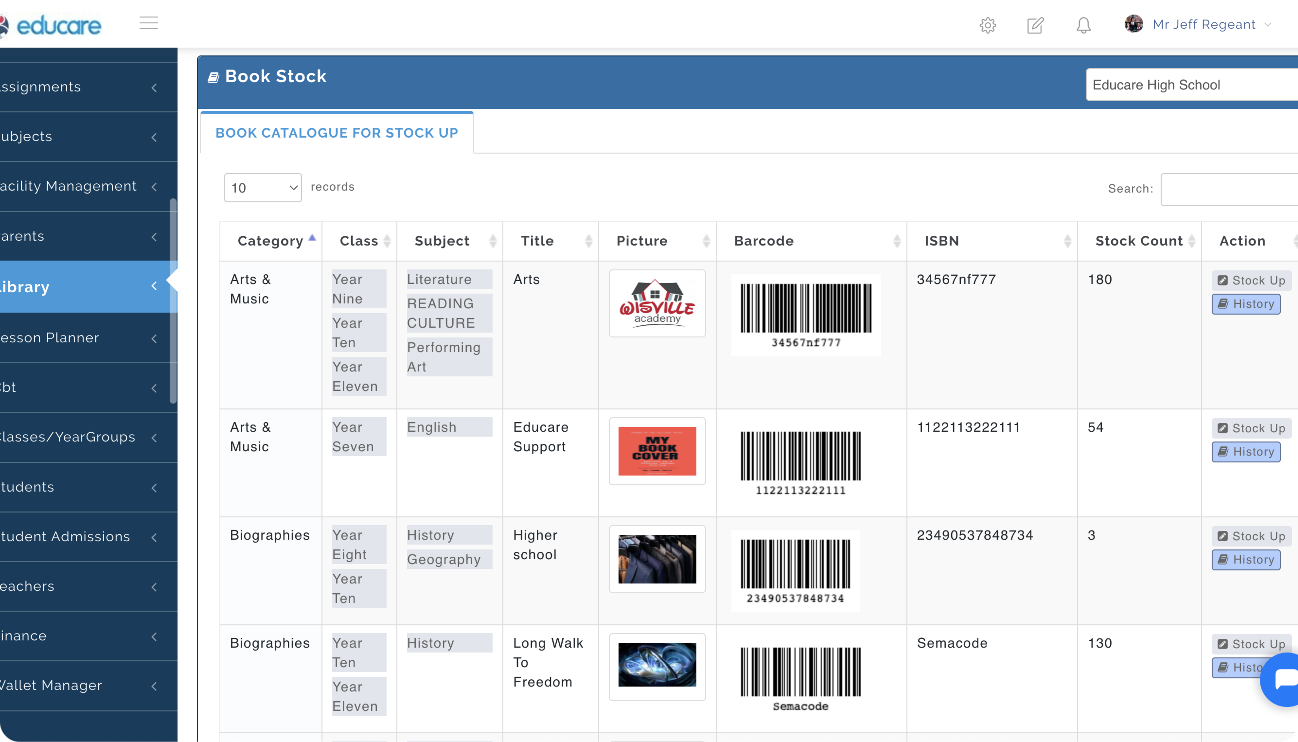 educare
Mr Jeff Regeant
ssignments
ubjects
acility Management
arents
ibrary
esson Planner
bt
lasses/YearGroups
tudents
tudent Admissions
eachers
inance
Wallet Manager
Book Stock
Educare High School
BOOK CATALOGUE FOR STOCK UP
10 records
Search:
Category Class Subject Title Picture Barcode ISBN Stock Count Action
Arts & Music
Year Nine
Year Ten
Year Eleven
Literature
READING CULTURE
Performing Art
Arts
WISVILLE
academy
34567nf777
34567nf777
180
Stock Up
History
Arts & Music
Year Seven
English
Educare Support
MY
BOOK
COVER
1122113222111
1122113222111
54
Stock Up
History
Biographies
Year Eight
Year Ten
History
Geography
Higher school
23490537848734
23490537848734
3
Stock Up
History
Biographies
Year Ten
Year Eleven
History
Long Walk To Freedom
Semacode
Semacode
130
Stock Up
Histo